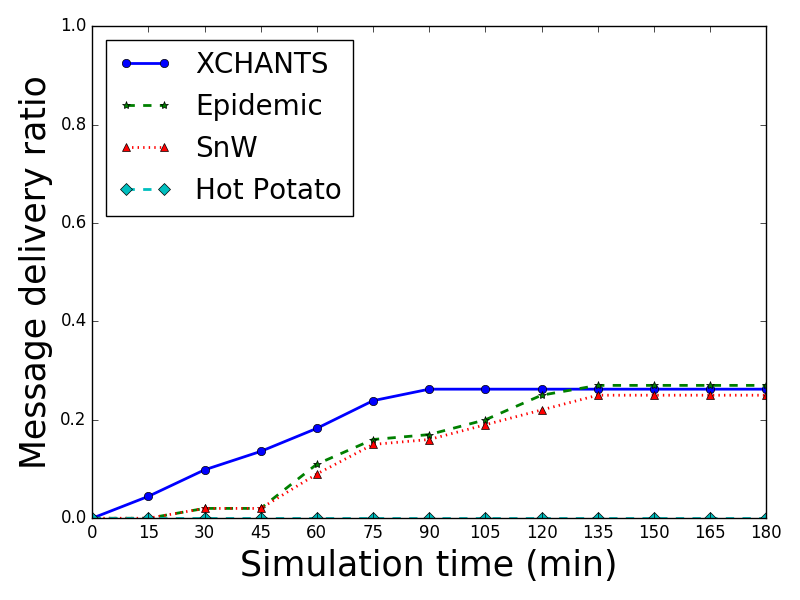 1.0
0.8
0.6
0.4
0.2
0.0
Message delivery ratio
XCHANTS
Epidemic
SnW
Hot Potato
0 15 30 45 60 75 90 105 120 135 150 165 180
Simulation time (min)